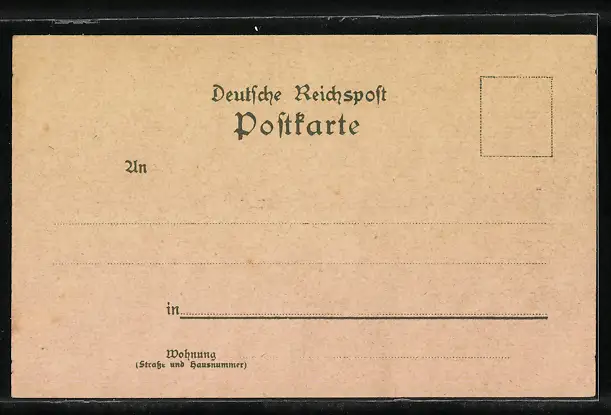 Deutsche Reichspost
Postkarte
An
in
Wohnung
(Straße und Hausnummer)